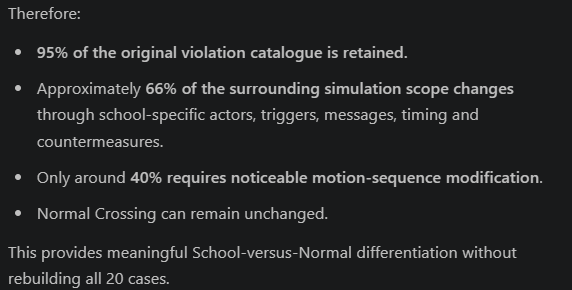 Therefore:
• 95% of the original violation catalogue is retained.
• Approximately 66% of the surrounding simulation scope changes
through school-specific actors, triggers, messages, timing and
countermeasures.
• Only around 40% requires noticeable motion-sequence modification.
• Normal Crossing can remain unchanged.
This provides meaningful School-versus-Normal differentiation without
rebuilding all 20 cases.